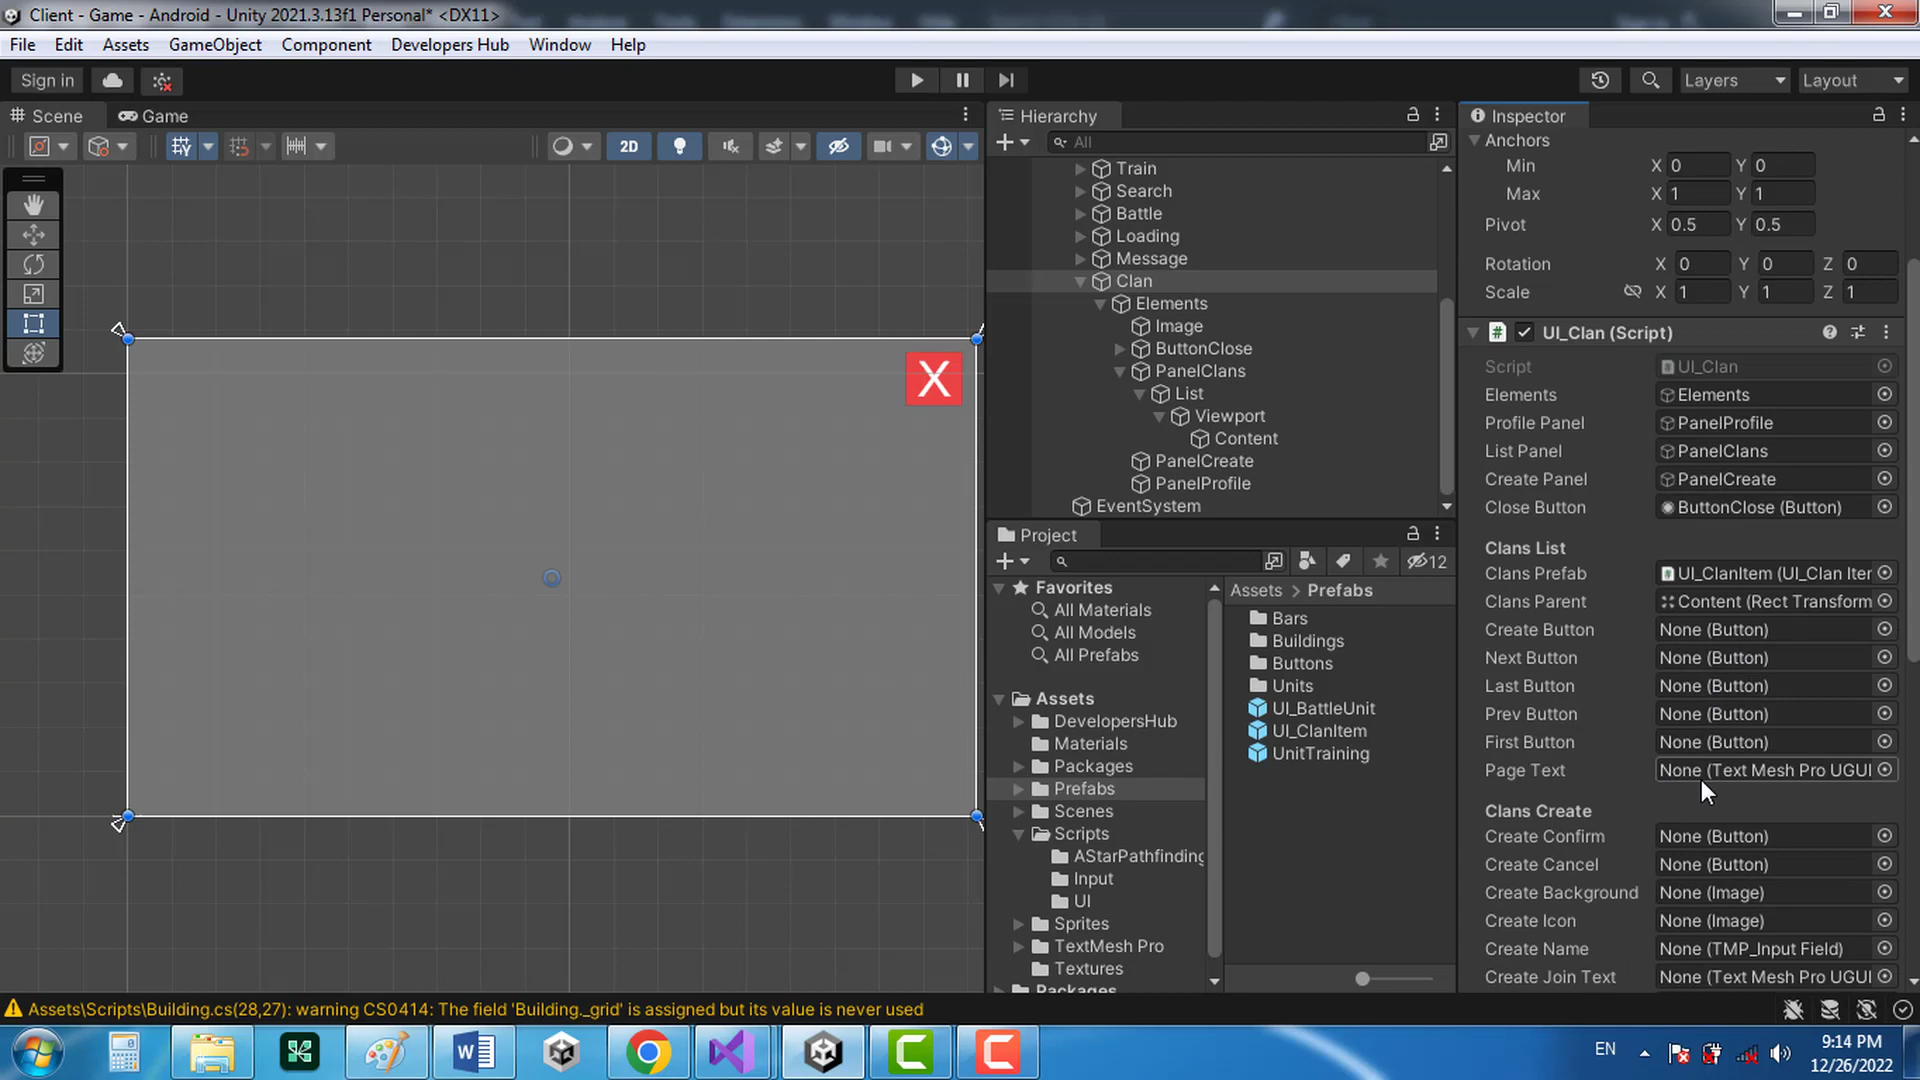 Client - Game - Android - Unity 2021.3.13f1 Personal* <DX11>
File Edit Assets GameObject Component Developers Hub Window Help
Sign in Layers Layout
Scene Game
2D
Hierarchy
All
Train
Search
Battle
Loading
Message
Clan
Elements
Image
ButtonClose
PanelClans
List
Viewport
Content
PanelCreate
PanelProfile
EventSystem
X
Project
12
Favorites
All Materials
All Models
All Prefabs
Assets
DevelopersHub
Materials
Packages
Prefabs
Scenes
Scripts
AStarPathfinding
Input
UI
Sprites
TextMesh Pro
Textures
Packages
Assets > Prefabs
Bars
Buildings
Buttons
Units
UI_BattleUnit
UI_ClanItem
UnitTraining
Inspector
Anchors
Min X 0 Y 0
Max X 1 Y 1
Pivot X 0.5 Y 0.5
Rotation X 0 Y 0 Z 0
Scale X 1 Y 1 Z 1
UI_Clan (Script)
Script UI_Clan
Elements Elements
Profile Panel PanelProfile
List Panel PanelClans
Create Panel PanelCreate
Close Button ButtonClose (Button)
Clans List
Clans Prefab UI_ClanItem (UI_Clan Iter
Clans Parent Content (Rect Transform
Create Button None (Button)
Next Button None (Button)
Last Button None (Button)
Prev Button None (Button)
First Button None (Button)
Page Text None (Text Mesh Pro UGUI
Clans Create
Create Confirm None (Button)
Create Cancel None (Button)
Create Background None (Image)
Create Icon None (Image)
Create Name None (TMP_Input Field)
Create Join Text None (Text Mesh Pro UGUI
Assets\Scripts\Building.cs(28,27): warning CS0414: The field 'Building._grid' is assigned but its value is never used
EN
9:14 PM
12/26/2022